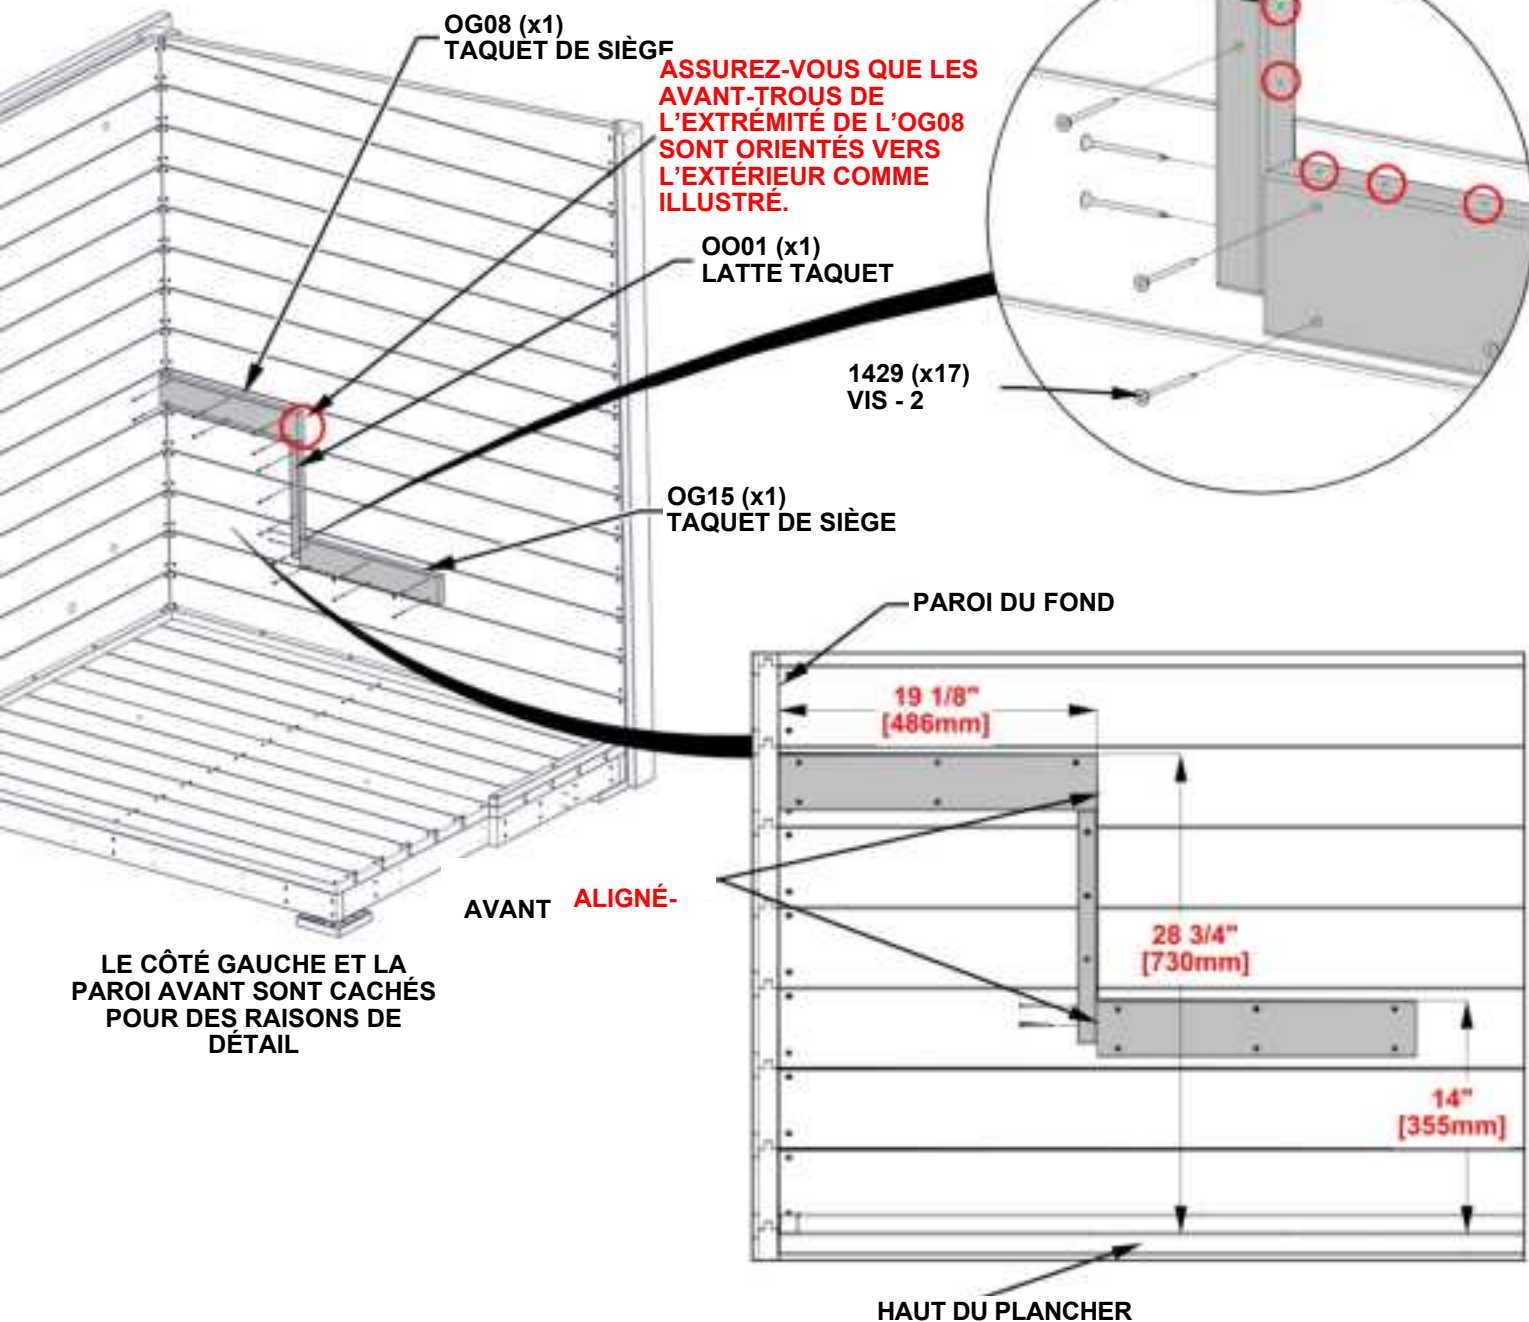 OG08 (x1)
TAQUET DE SIÈGE
ASSUREZ-VOUS QUE LES
AVANT-TROUS DE
L'EXTRÉMITÉ DE L'OG08
SONT ORIENTÉS VERS
L'EXTÉRIEUR COMME
ILLUSTRÉ.
OO01 (x1)
LATTE TAQUET
1429 (x17)
VIS - 2
OG15 (x1)
TAQUET DE SIÈGE
PAROI DU FOND
19 1/8"
[486mm]
AVANT
ALIGNÉ-
28 3/4"
[730mm]
14"
[355mm]
LE CÔTÉ GAUCHE ET LA
PAROI AVANT SONT CACHÉS
POUR DES RAISONS DE
DÉTAIL
HAUT DU PLANCHER